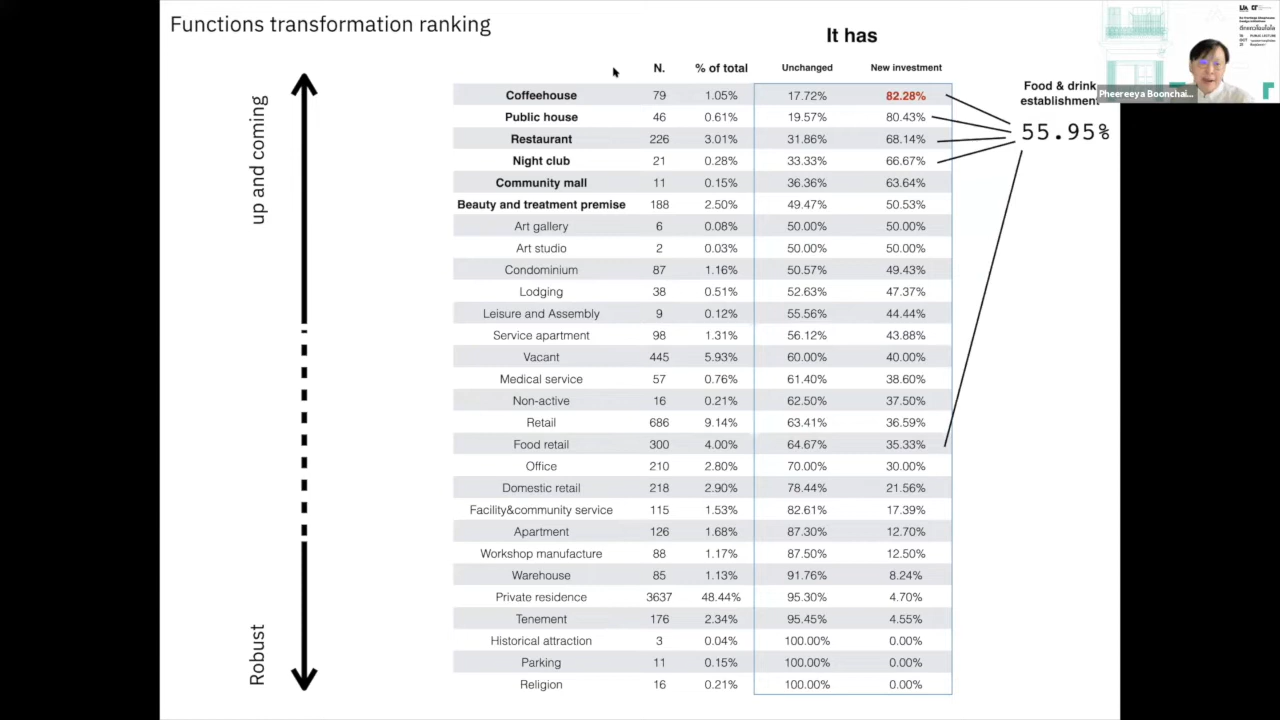 Functions transformation ranking
It has
N. % of total Unchanged New investment
Coffeehouse 79 1.05% 17.72% 82.28%
Public house 46 0.61% 19.57% 80.43%
Restaurant 226 3.01% 31.86% 68.14%
Night club 21 0.28% 33.33% 66.67%
Community mall 11 0.15% 36.36% 63.64%
Beauty and treatment premise 188 2.50% 49.47% 50.53%
Art gallery 6 0.08% 50.00% 50.00%
Art studio 2 0.03% 50.00% 50.00%
Condominium 87 1.16% 50.57% 49.43%
Lodging 38 0.51% 52.63% 47.37%
Leisure and Assembly 9 0.12% 55.56% 44.44%
Service apartment 98 1.31% 56.12% 43.88%
Vacant 445 5.93% 60.00% 40.00%
Medical service 57 0.76% 61.40% 38.60%
Non-active 16 0.21% 62.50% 37.50%
Retail 686 9.14% 63.41% 36.59%
Food retail 300 4.00% 64.67% 35.33%
Office 210 2.80% 70.00% 30.00%
Domestic retail 218 2.90% 78.44% 21.56%
Facility&community service 115 1.53% 82.61% 17.39%
Apartment 126 1.68% 87.30% 12.70%
Workshop manufacture 88 1.17% 87.50% 12.50%
Warehouse 85 1.13% 91.76% 8.24%
Private residence 3637 48.44% 95.30% 4.70%
Tenement 176 2.34% 95.45% 4.55%
Historical attraction 3 0.04% 100.00% 0.00%
Parking 11 0.15% 100.00% 0.00%
Religion 16 0.21% 100.00% 0.00%
up and coming
Robust
Food & drink
establishment
55.95%
Pheereeya Boonchai...
PUBLIC LECTURE